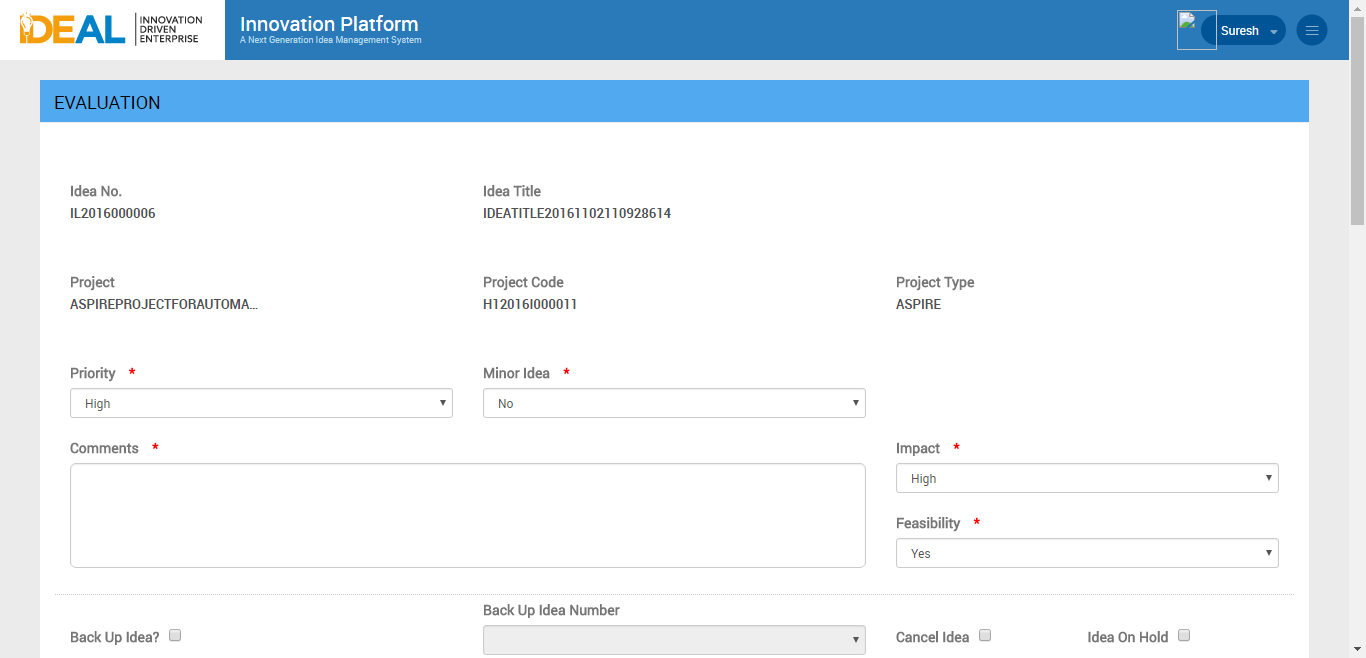 iDEAL
INNOVATION
DRIVEN
ENTERPRISE
Innovation Platform
A Next Generation Idea Management System
Suresh
EVALUATION
Idea No.
Idea Title
IL2016000006
IDEATITLE20161102110928614
Project
Project Code
Project Type
ASPIREPROJECTFORAUTOMA...
H12016I000011
ASPIRE
Priority *
Minor Idea *
High
No
Comments *
Impact *
High
Feasibility *
Yes
Back Up Idea Number
Back Up Idea?
Cancel Idea
Idea On Hold